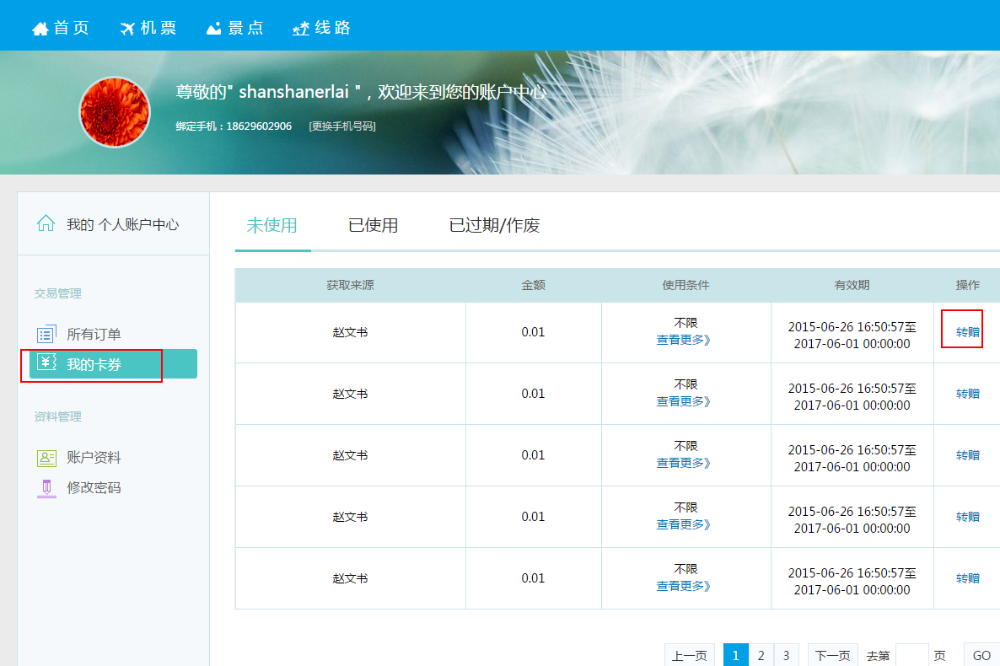 首页 机票 景点 线路
尊敬的" shanshanerlai "，欢迎来到您的账户中心
绑定手机：18629602906 [更换手机号码]
我的 个人账户中心
交易管理
所有订单
我的卡券
资料管理
账户资料
修改密码
未使用 已使用 已过期/作废
获取来源 金额 使用条件 有效期 操作
赵文书 0.01 不限 2015-06-26 16:50:57至 转赠
查看更多》 2017-06-01 00:00:00
赵文书 0.01 不限 2015-06-26 16:50:57至 转赠
查看更多》 2017-06-01 00:00:00
赵文书 0.01 不限 2015-06-26 16:50:57至 转赠
查看更多》 2017-06-01 00:00:00
赵文书 0.01 不限 2015-06-26 16:50:57至 转赠
查看更多》 2017-06-01 00:00:00
赵文书 0.01 不限 2015-06-26 16:50:57至 转赠
查看更多》 2017-06-01 00:00:00
上一页 1 2 3 下一页 去第 页 GO